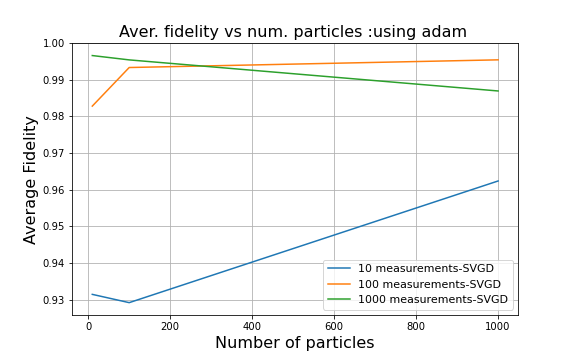 Aver. fidelity vs num. particles :using adam
1.00
0.99
0.98
0.97
0.96
0.95
0.94
0.93
Average Fidelity
10 measurements-SVGD
100 measurements-SVGD
1000 measurements-SVGD
0 200 400 600 800 1000
Number of particles